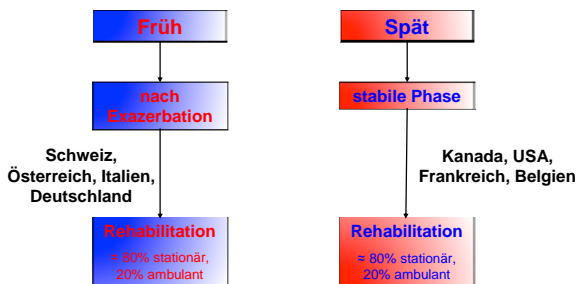 Früh
nach
Exazerbation
Schweiz,
Österreich, Italien,
Deutschland
Rehabilitation
≈ 80% stationär,
20% ambulant
Spät
stabile Phase
Kanada, USA,
Frankreich, Belgien
Rehabilitation
≈ 80% stationär,
20% ambulant